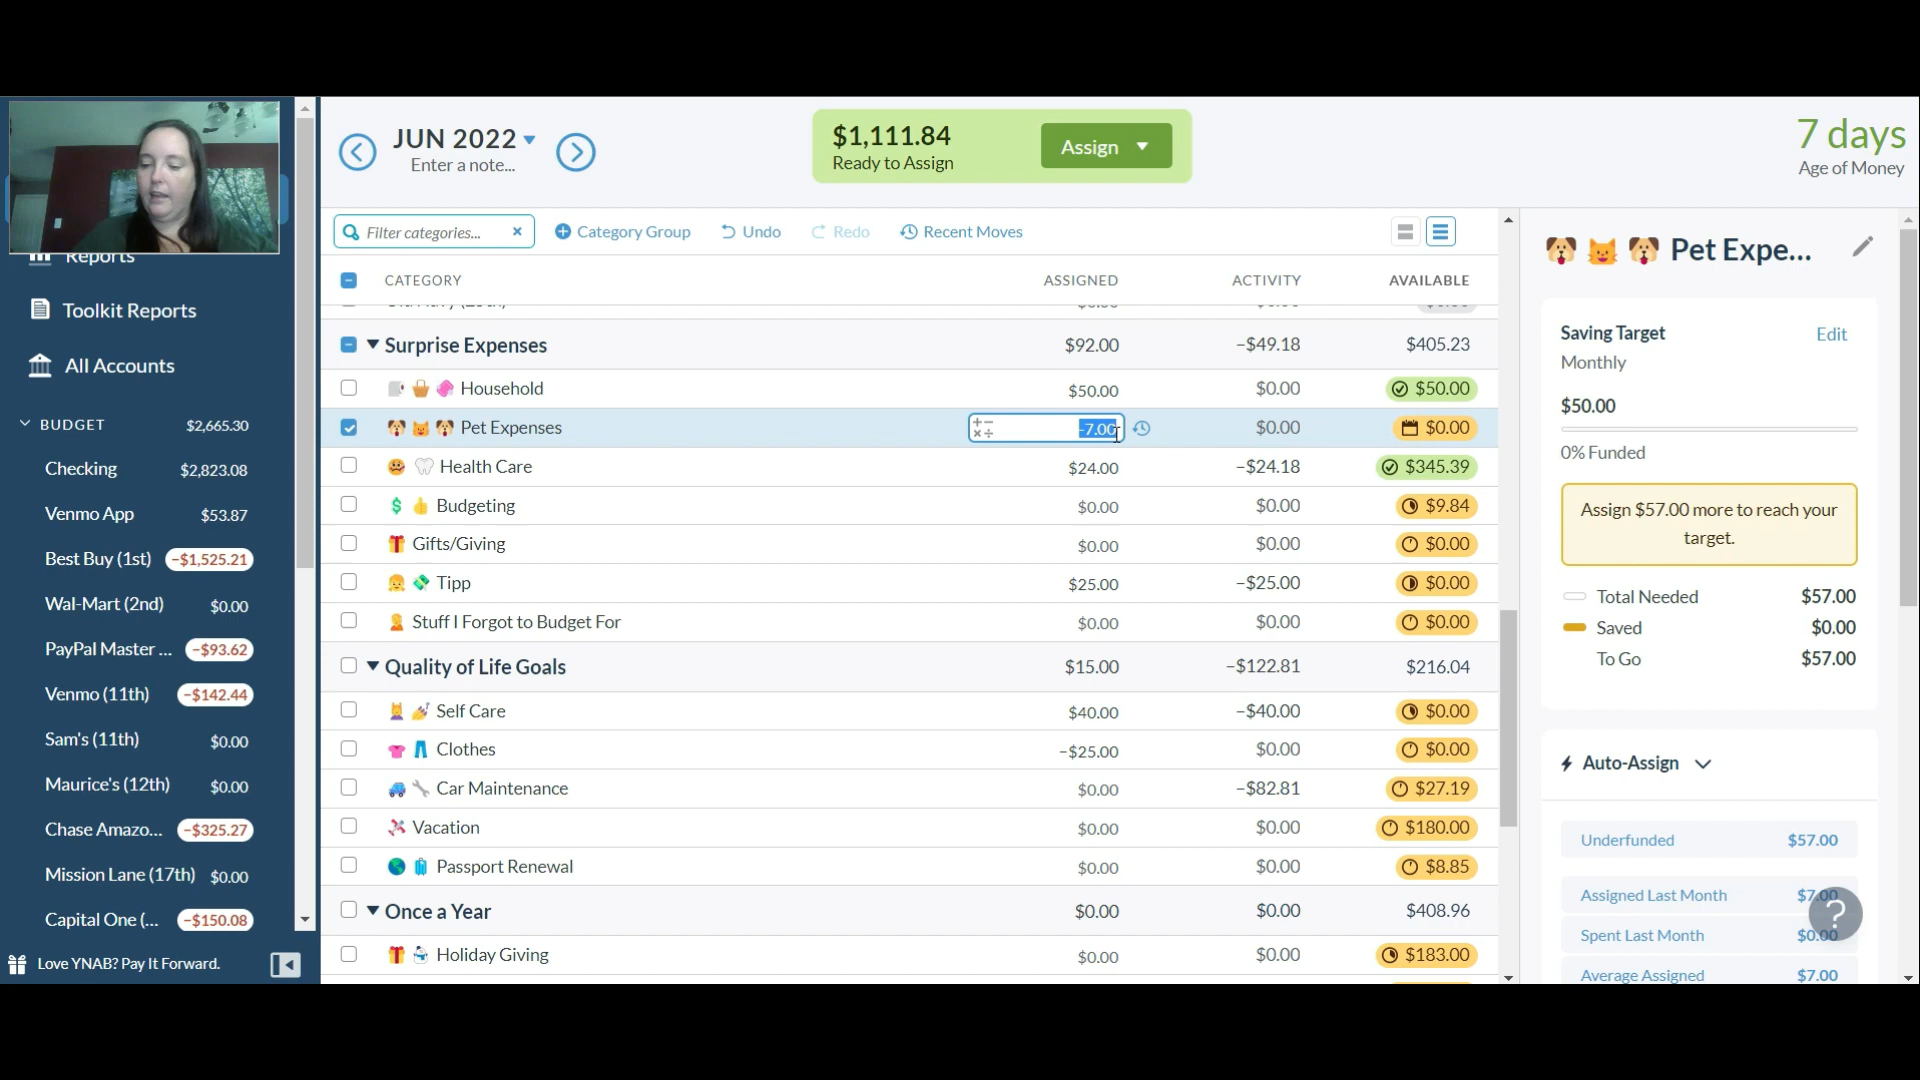 JUN 2022
Enter a note...
$1,111.84
Ready to Assign
Assign
7 days
Age of Money
Reports
Toolkit Reports
All Accounts
BUDGET $2,665.30
Checking $2,823.08
Venmo App $53.87
Best Buy (1st) −$1,525.21
Wal-Mart (2nd) $0.00
PayPal Master ... −$93.62
Venmo (11th) −$142.44
Sam's (11th) $0.00
Maurice's (12th) $0.00
Chase Amazo... −$325.27
Mission Lane (17th) $0.00
Capital One (... −$150.08
Love YNAB? Pay It Forward.
Filter categories... Category Group Undo Redo Recent Moves
CATEGORY ASSIGNED ACTIVITY AVAILABLE
Surprise Expenses $92.00 −$49.18 $405.23
Household $50.00 $0.00 $50.00
Pet Expenses -7.00 $0.00 $0.00
Health Care $24.00 −$24.18 $345.39
Budgeting $0.00 $0.00 $9.84
Gifts/Giving $0.00 $0.00 $0.00
Tipp $25.00 −$25.00 $0.00
Stuff I Forgot to Budget For $0.00 $0.00 $0.00
Quality of Life Goals $15.00 −$122.81 $216.04
Self Care $40.00 −$40.00 $0.00
Clothes −$25.00 $0.00 $0.00
Car Maintenance $0.00 −$82.81 $27.19
Vacation $0.00 $0.00 $180.00
Passport Renewal $0.00 $0.00 $8.85
Once a Year $0.00 $0.00 $408.96
Holiday Giving $0.00 $0.00 $183.00
Pet Expe...
Saving Target Edit
Monthly
$50.00
0% Funded
Assign $57.00 more to reach your
target.
Total Needed $57.00
Saved $0.00
To Go $57.00
Auto-Assign
Underfunded $57.00
Assigned Last Month
Spent Last Month $0.00
Average Assigned $7.00
?